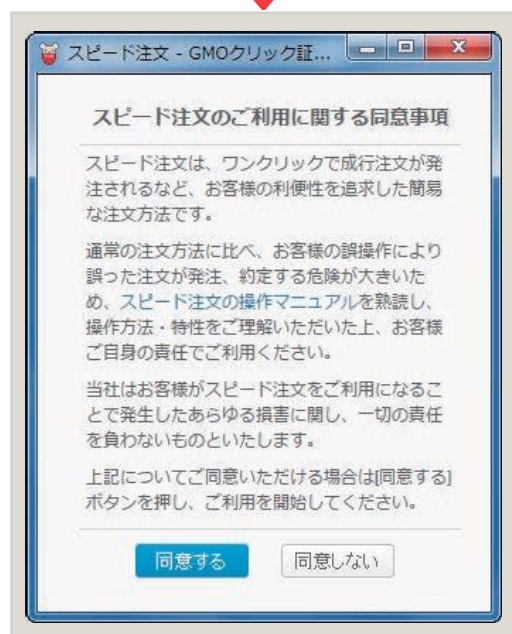 スピード注文 - GMOクリック証...
スピード注文のご利用に関する同意事項
スピード注文は、ワンクリックで成行注文が発
注されるなど、お客様の利便性を追求した簡易
な注文方法です。
通常の注文方法に比べ、お客様の誤操作により
誤った注文が発注、約定する危険が大きいた
め、スピード注文の操作マニュアルを熟読し、
操作方法・特性をご理解いただいた上、お客様
ご自身の責任でご利用ください。
当社はお客様がスピード注文をご利用になるこ
とで発生したあらゆる損害に関し、一切の責任
を負わないものといたします。
上記についてご同意いただける場合は[同意する]
ボタンを押し、ご利用を開始してください。
同意する 同意しない